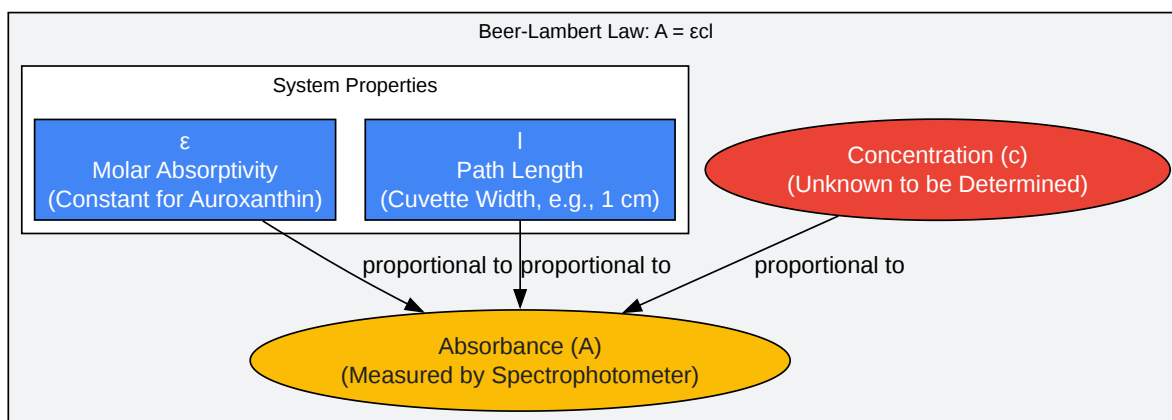 Beer-Lambert Law: A = εcl
System Properties
ε
Molar Absorptivity
(Constant for Auroxanthin)
l
Path Length
(Cuvette Width, e.g., 1 cm)
Concentration (c)
(Unknown to be Determined)
proportional to
proportional to
proportional to
Absorbance (A)
(Measured by Spectrophotometer)